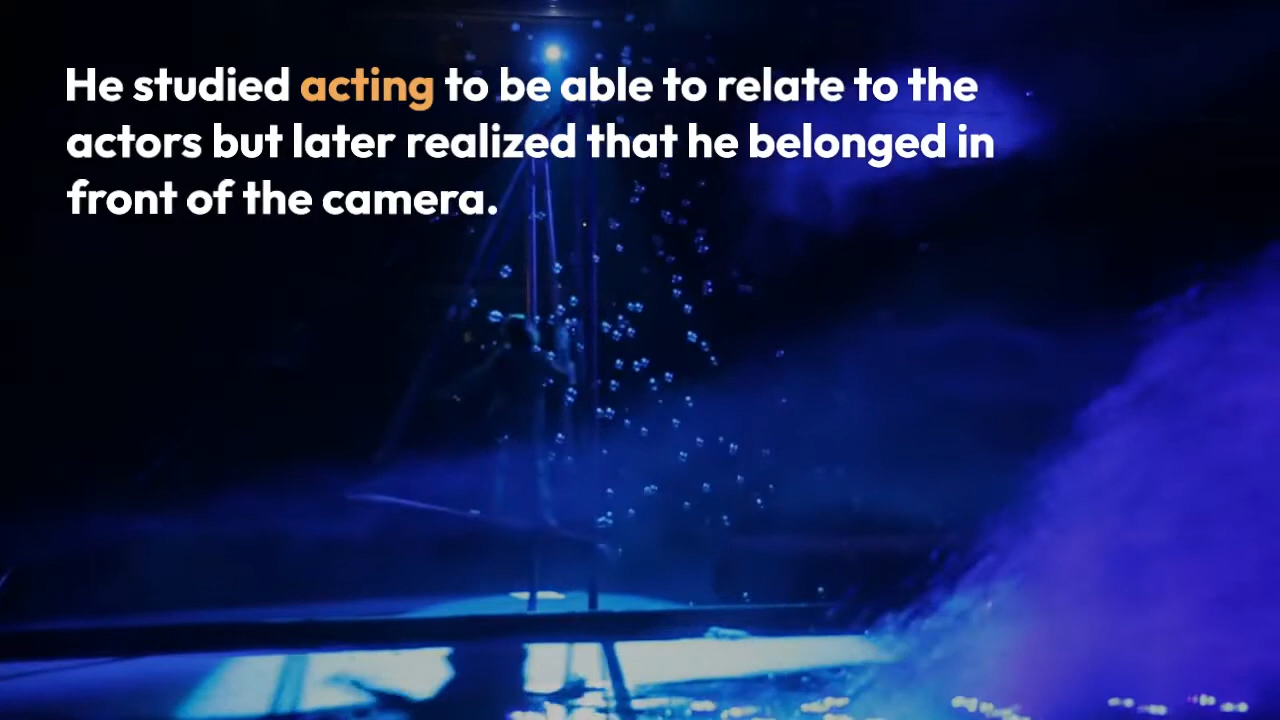 He studied acting to be able to relate to the
actors but later realized that he belonged in
front of the camera.